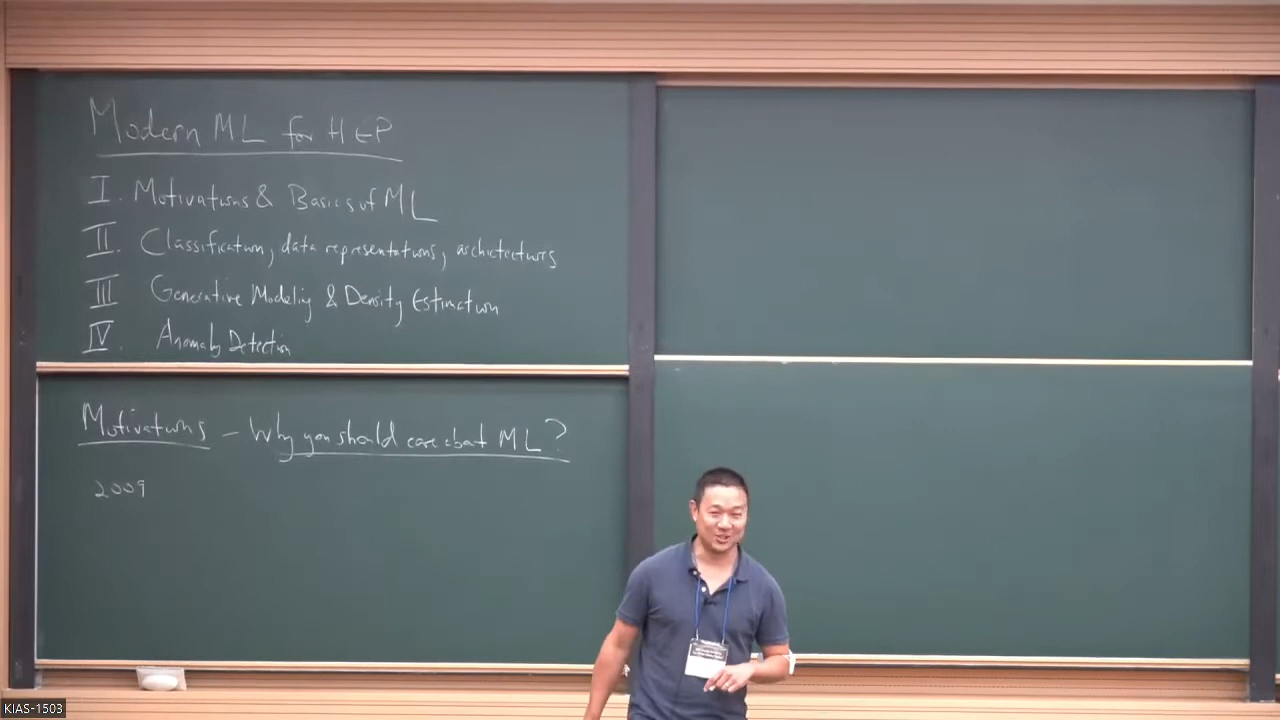 Modern ML for HEP
I. Motivations & Basics of ML
II. Classification, data representations, architectures
III Generative Modeling & Density Estimation
IV. Anomaly Detection
Motivations - Why you should care about ML?
2009
KIAS-1503